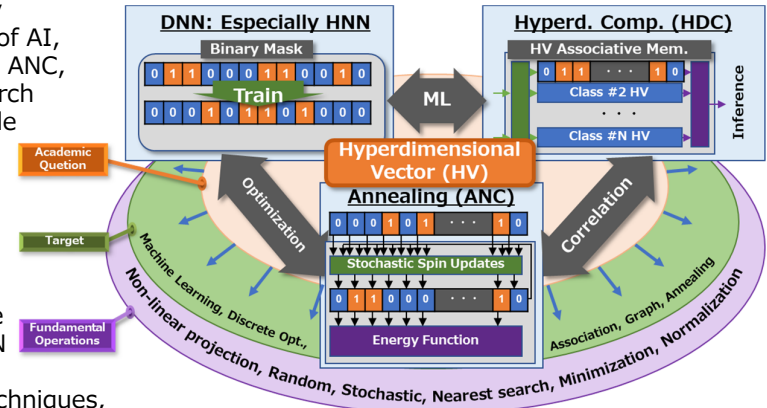 of AI,
ANC,
rch
le
e
N
echniques,
DNN: Especially HNN
Binary Mask
0 1 1 0 0 0 1 1 0 0 1 0
Train
0 0 0 1 0 1 1 0 1 0 0 0
ML
Hyperd. Comp. (HDC)
HV Associative Mem.
0 1 1 · · · 1 0
Class #2 HV
· · ·
Class #N HV
Inference
Hyperdimensional
Vector (HV)
Academic
Quetion
Target
Fundamental
Operations
Optimization
Correlation
Annealing (ANC)
0 0 0 1 0 1 · · · 1 0
Stochastic Spin Updates
0 1 1 0 0 0 · · · 1 0
Energy Function
Machine Learning, Discrete Opt.,
Association, Graph, Annealing
Non-linear projection, Random, Stochastic, Nearest search, Minimization, Normalization